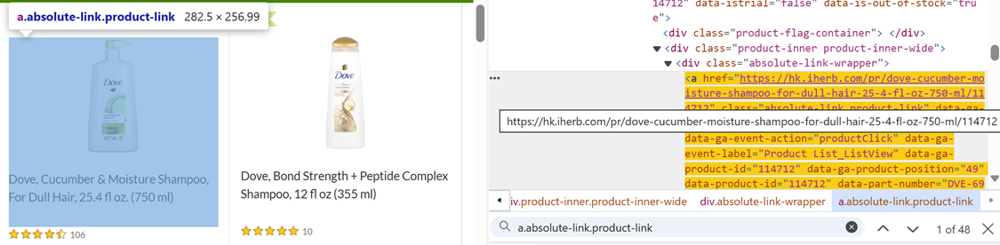 a.absolute-link.product-link 282.5 × 256.99
Dove
Dove
Dove, Cucumber & Moisture Shampoo,
For Dull Hair, 25.4 fl oz. (750 ml)
106
Dove, Bond Strength + Peptide Complex
Shampoo, 12 fl oz (355 ml)
10
14712" data-istrial="false" data-is-out-of-stock="tru
e">
<div class="product-flag-container"> </div>
<div class="product-inner product-inner-wide">
<div class="absolute-link-wrapper">
<a href="https://hk.iherb.com/pr/dove-cucumber-mo
isture-shampoo-for-dull-hair-25-4-fl-oz-750-ml/11
4712" class="absolute-link product-link" data-ga-
https://hk.iherb.com/pr/dove-cucumber-moisture-shampoo-for-dull-hair-25-4-fl-oz-750-ml/114712
data-ga-event-action="productClick" data-ga-
event-label="Product List_ListView" data-ga-
product-id="114712" data-ga-product-position="49"
data-product-id="114712" data-part-number="DVE-69
iv.product-inner.product-inner-wide div.absolute-link-wrapper a.absolute-link.product-link
a.absolute-link.product-link 1 of 48